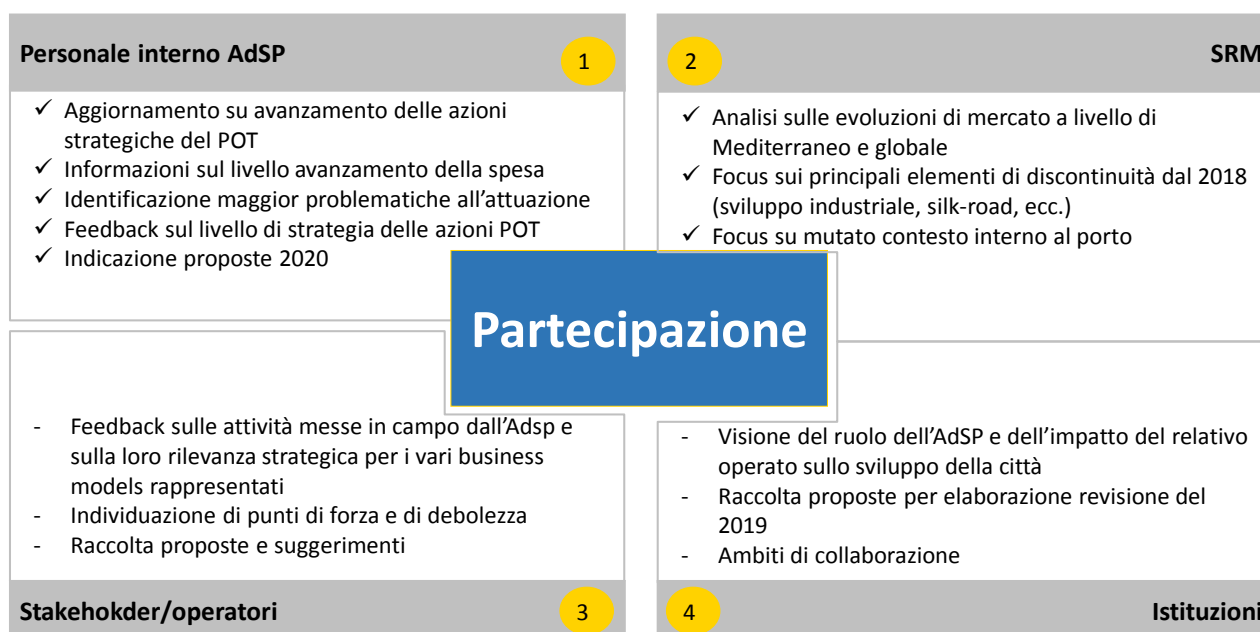 Personale interno AdSP
1
✓ Aggiornamento su avanzamento delle azioni
strategiche del POT
✓ Informazioni sul livello avanzamento della spesa
✓ Identificazione maggior problematiche all’attuazione
✓ Feedback sul livello di strategia delle azioni POT
✓ Indicazione proposte 2020
2
SRM
✓ Analisi sulle evoluzioni di mercato a livello di
Mediterraneo e globale
✓ Focus sui principali elementi di discontinuità dal 2018
(sviluppo industriale, silk-road, ecc.)
✓ Focus su mutato contesto interno al porto
Partecipazione
- Feedback sulle attività messe in campo dall’Adsp e
sulla loro rilevanza strategica per i vari business
models rappresentati
- Individuazione di punti di forza e di debolezza
- Raccolta proposte e suggerimenti
Stakehokder/operatori
3
- Visione del ruolo dell’AdSP e dell’impatto del relativo
operato sullo sviluppo della città
- Raccolta proposte per elaborazione revisione del
2019
- Ambiti di collaborazione
4
Istituzioni